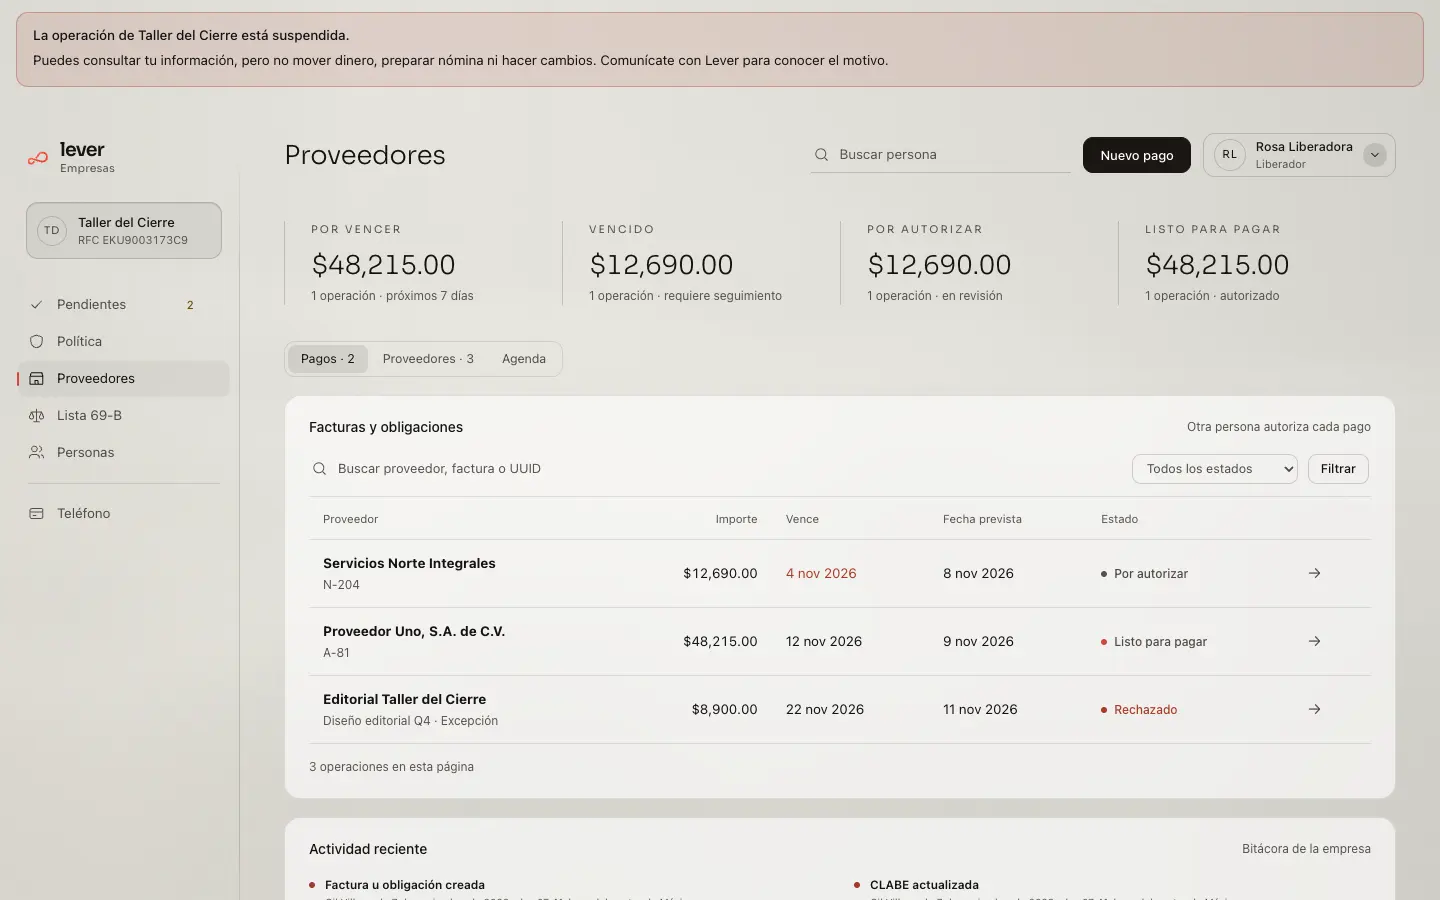 La operación de Taller del Cierre está suspendida.
Puedes consultar tu información, pero no mover dinero, preparar nómina ni hacer cambios. Comunícate con Lever para conocer el motivo.
lever
Empresas
Proveedores
Buscar persona
Nuevo pago
RL
Rosa Liberadora
Liberador
TD
Taller del Cierre
RFC EKU9003173C9
Pendientes 2
Política
Proveedores
Lista 69-B
Personas
Teléfono
POR VENCER
$48,215.00
1 operación · próximos 7 días
VENCIDO
$12,690.00
1 operación · requiere seguimiento
POR AUTORIZAR
$12,690.00
1 operación · en revisión
LISTO PARA PAGAR
$48,215.00
1 operación · autorizado
Pagos · 2 Proveedores · 3 Agenda
Facturas y obligaciones
Otra persona autoriza cada pago
Buscar proveedor, factura o UUID
Todos los estados
Filtrar
Proveedor Importe Vence Fecha prevista Estado
Servicios Norte Integrales
N-204
$12,690.00 4 nov 2026 8 nov 2026 Por autorizar
Proveedor Uno, S.A. de C.V.
A-81
$48,215.00 12 nov 2026 9 nov 2026 Listo para pagar
Editorial Taller del Cierre
Diseño editorial Q4 · Excepción
$8,900.00 22 nov 2026 11 nov 2026 Rechazado
3 operaciones en esta página
Actividad reciente
Bitácora de la empresa
Factura u obligación creada
CLABE actualizada